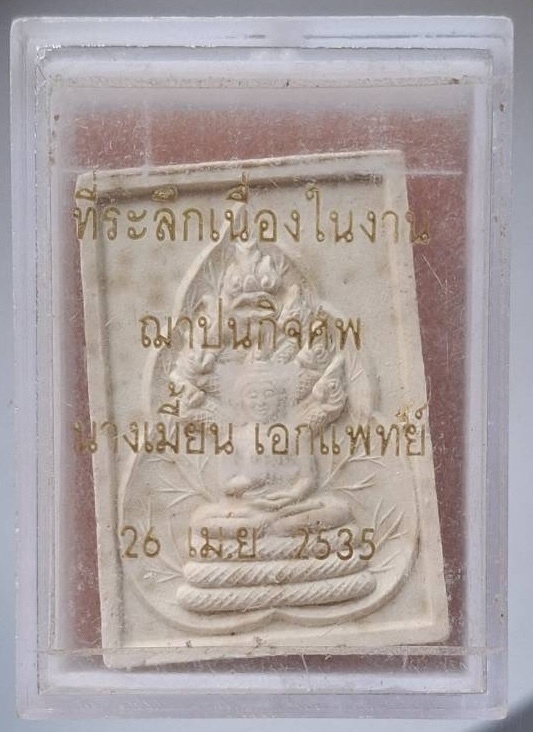 ที่ระลึกเนื่องในงาน
ฌาปนกิจศพ
นางเมี้ยน เอกแพทย์
26 เม.ย 2535